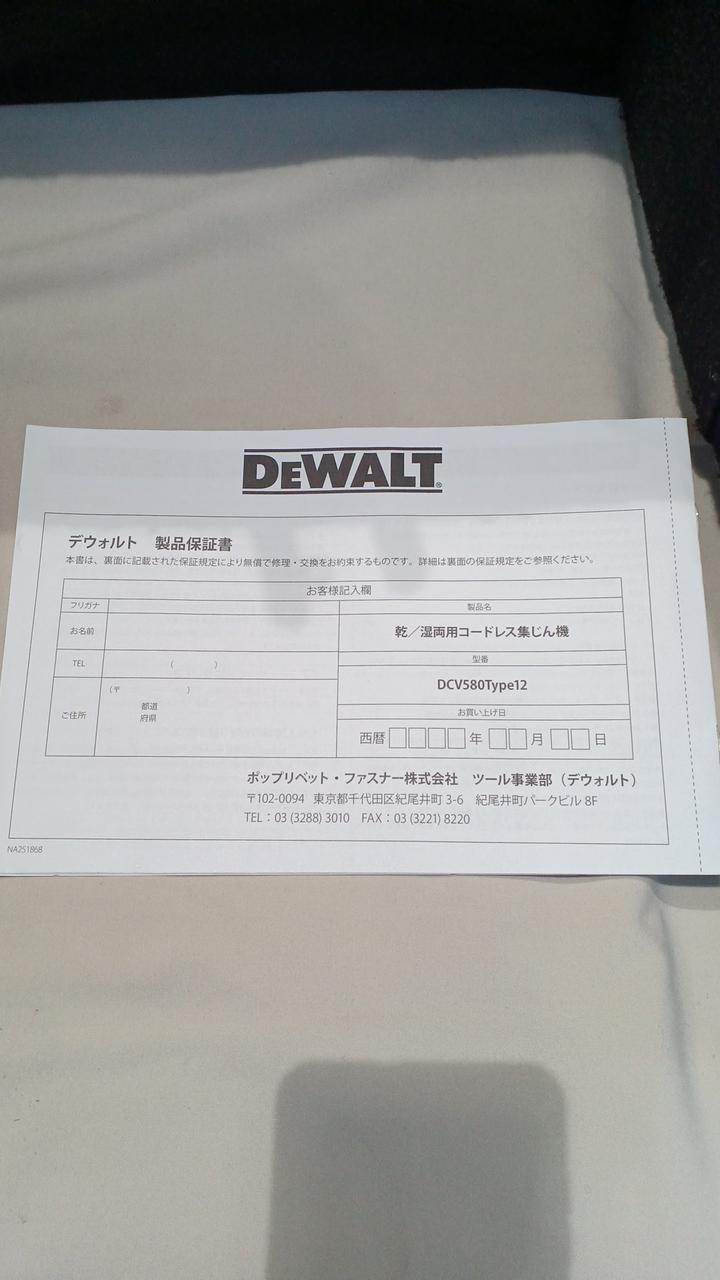 DEWALT®
デウォルト 製品保証書
本書は、裏面に記載された保証規定により無償で修理・交換をお約束するものです。詳細は裏面の保証規定をご参照ください。
お客様記入欄
フリガナ
お名前
TEL ( )
ご住所
(〒 )
都道
府県
製品名
乾／湿両用コードレス集じん機
型番
DCV580Type12
お買い上げ日
西暦 年 月 日
ポップリベット・ファスナー株式会社 ツール事業部（デウォルト）
〒102-0094 東京都千代田区紀尾井町 3-6 紀尾井町パークビル 8F
TEL：03 (3288) 3010 FAX：03 (3221) 8220
NA251868